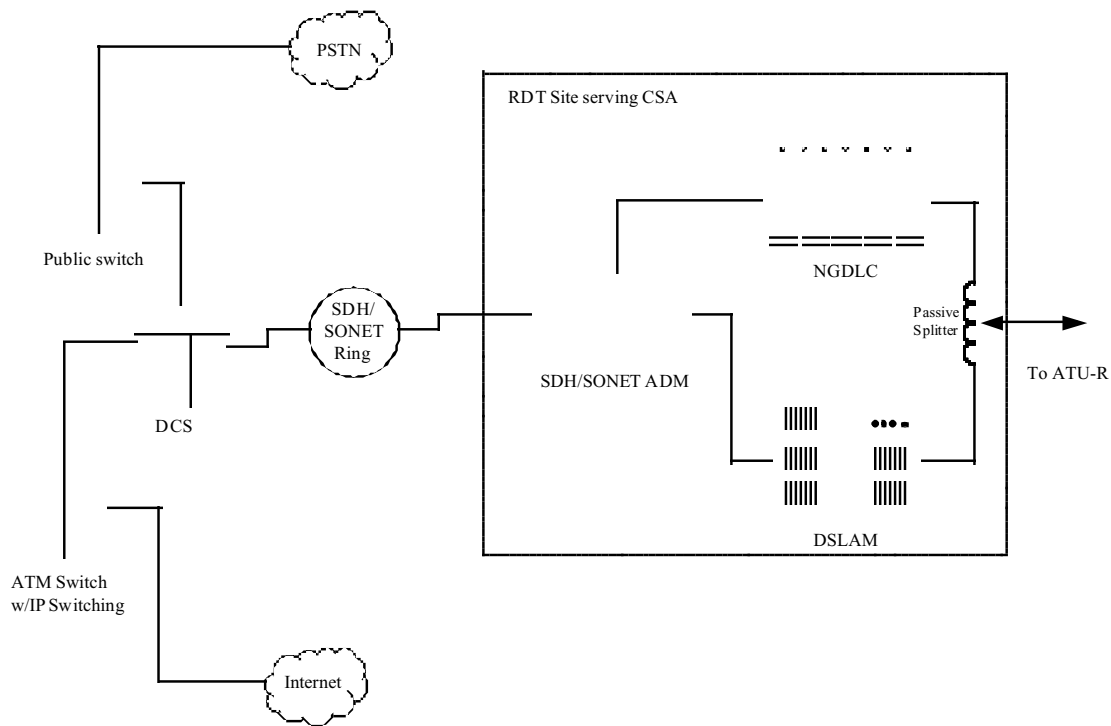 PSTN
RDT Site serving CSA
Public switch
NGDLC
SDH/
SONET
Ring
Passive
Splitter
SDH/SONET ADM
To ATU-R
DCS
DSLAM
ATM Switch
w/IP Switching
Internet